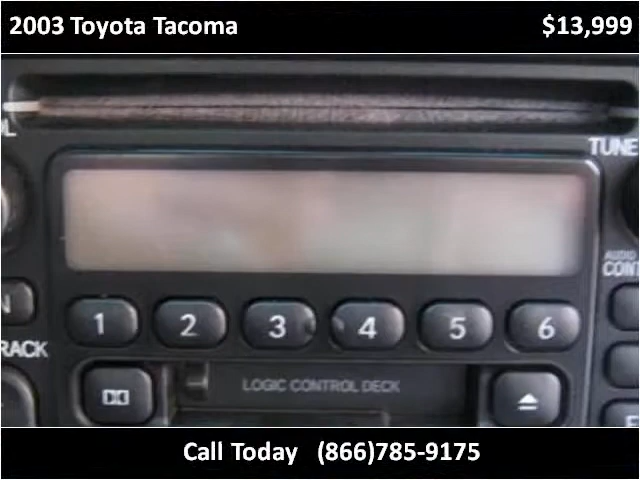 2003 Toyota Tacoma $13,999
TUNE
AUDIO
1 2 3 4 5 6
LOGIC CONTROL DECK
Call Today (866)785-9175